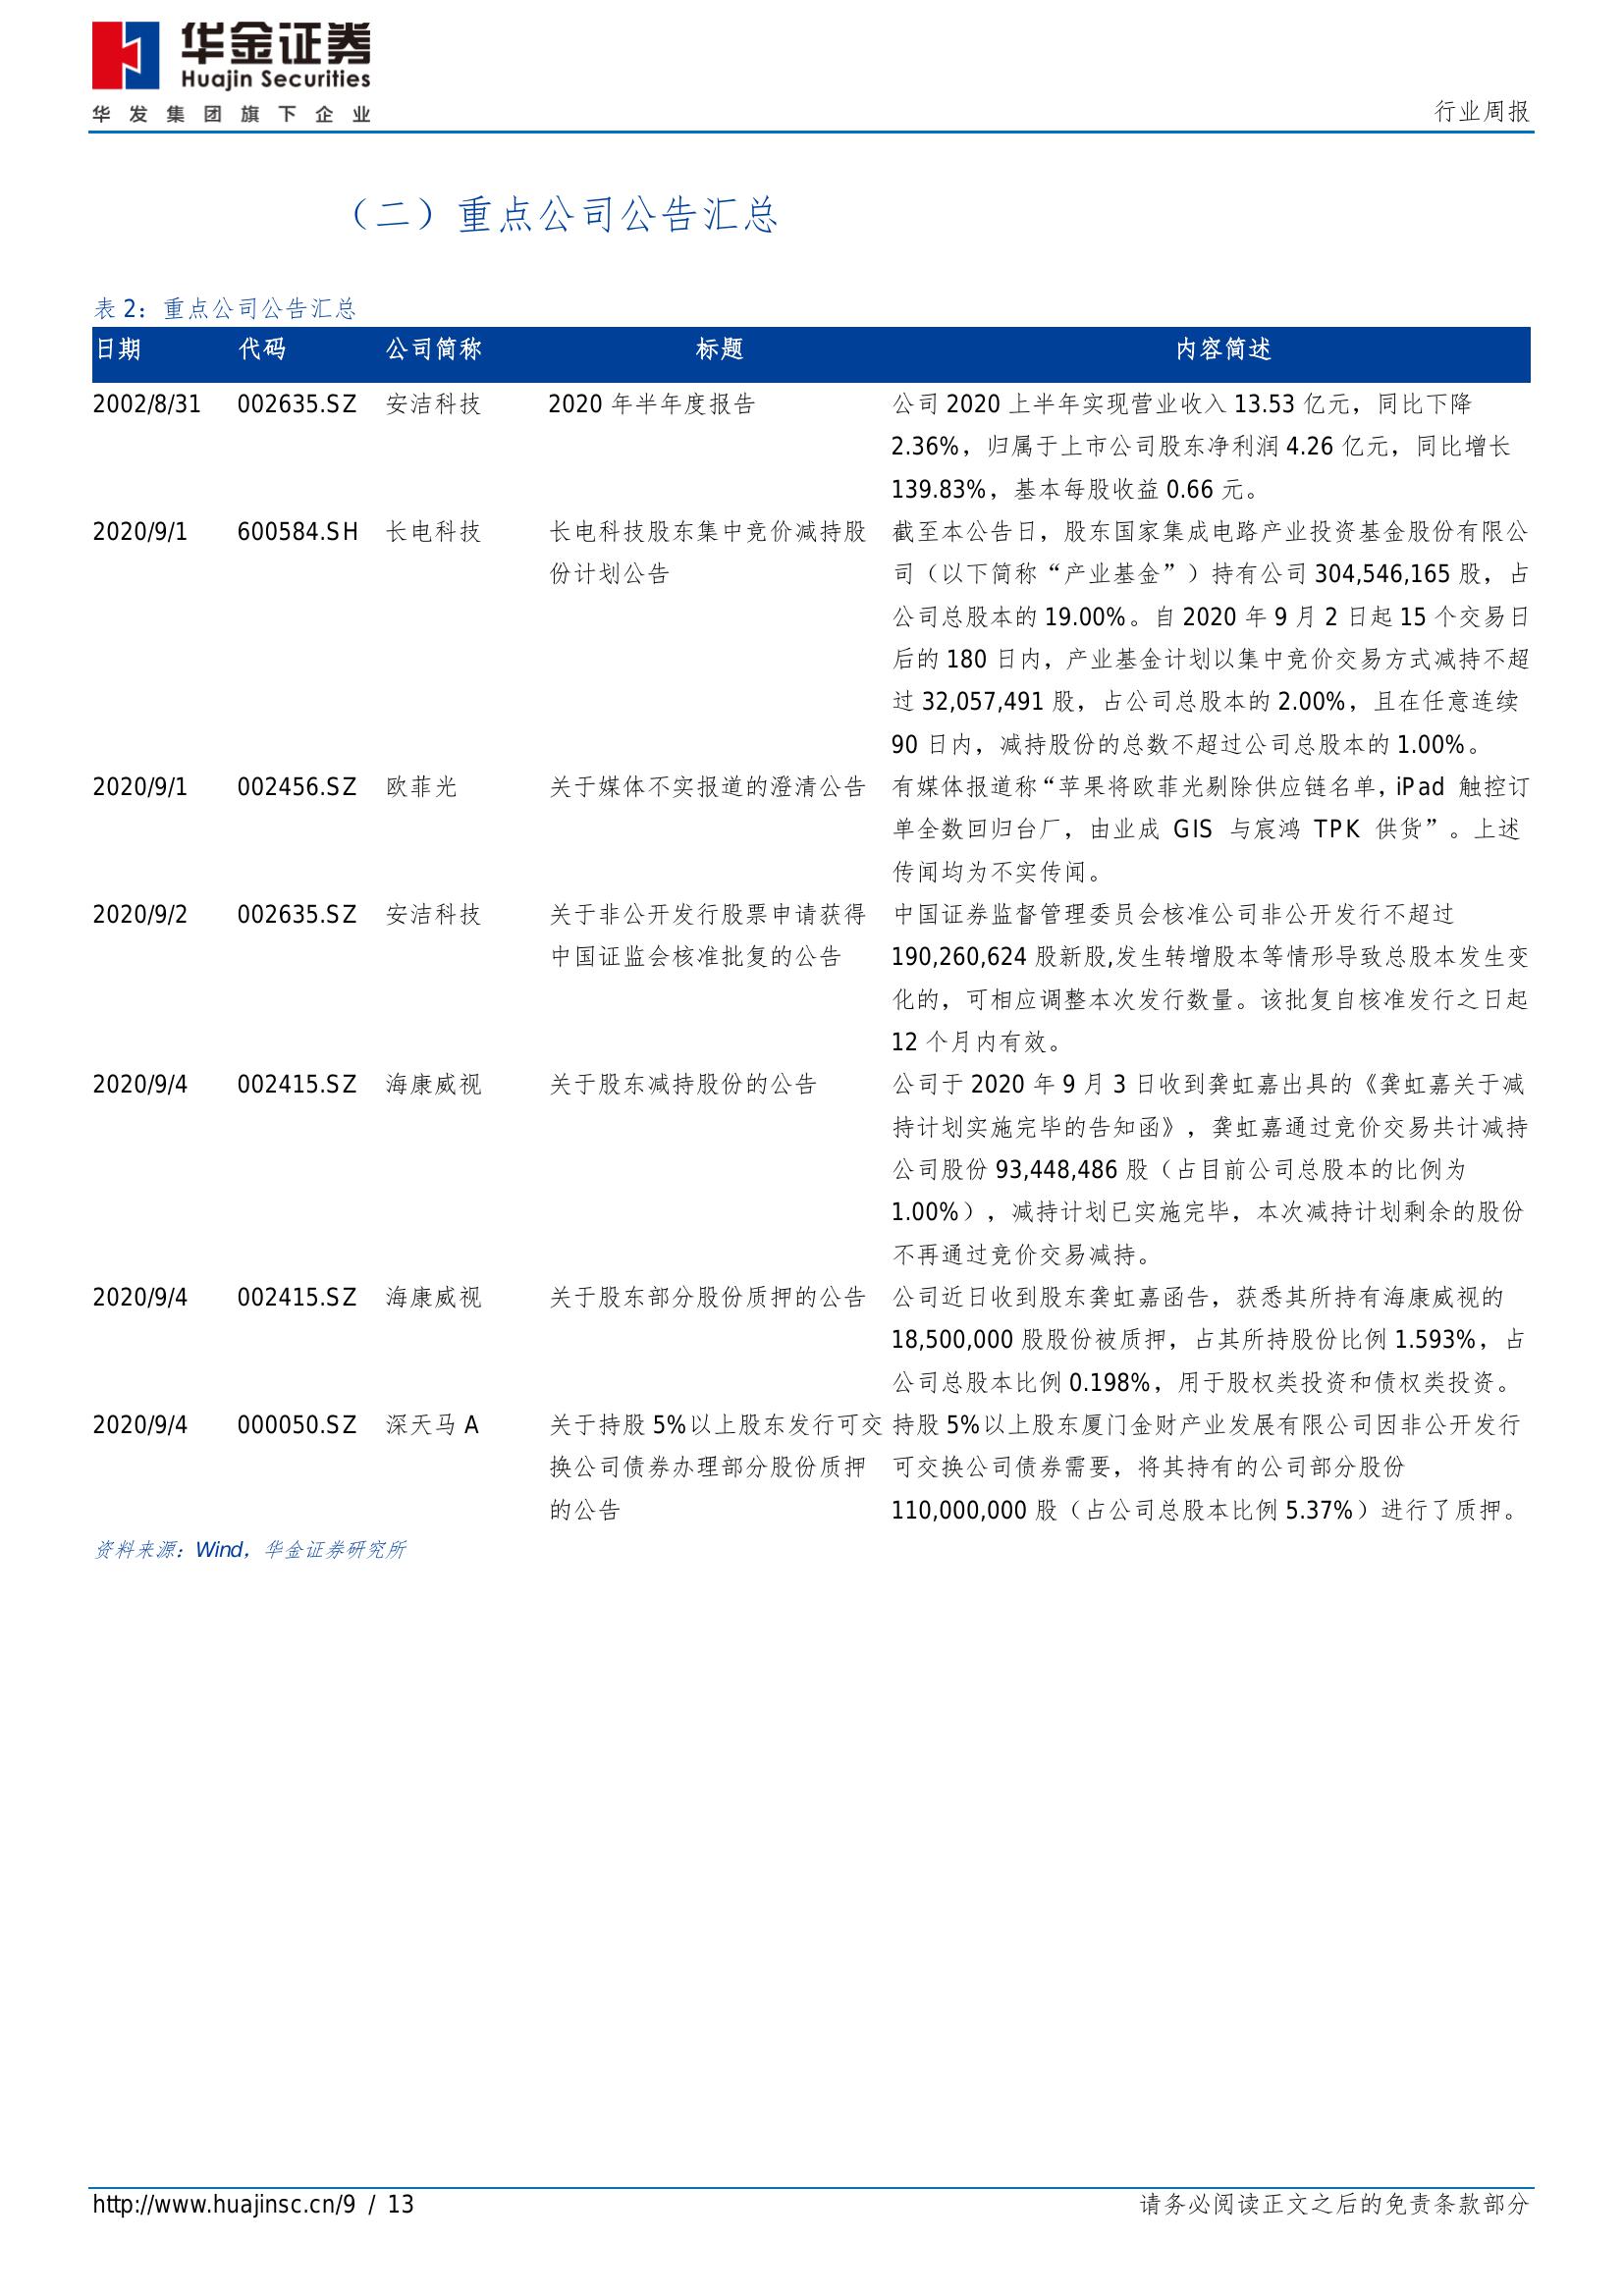 华金证券
Huajin Securities
华发集团旗下企业
行业周报
（二）重点公司公告汇总
表 2：重点公司公告汇总
日期 代码 公司简称 标题 内容简述
2002/8/31 002635.SZ 安洁科技 2020 年半年度报告 公司 2020 上半年实现营业收入 13.53 亿元，同比下降
2.36%，归属于上市公司股东净利润 4.26 亿元，同比增长
139.83%，基本每股收益 0.66 元。
2020/9/1 600584.SH 长电科技 长电科技股东集中竞价减持股 截至本公告日，股东国家集成电路产业投资基金股份有限公
份计划公告 司（以下简称“产业基金”）持有公司 304,546,165 股，占
公司总股本的 19.00%。自 2020 年 9 月 2 日起 15 个交易日
后的 180 日内，产业基金计划以集中竞价交易方式减持不超
过 32,057,491 股，占公司总股本的 2.00%，且在任意连续
90 日内，减持股份的总数不超过公司总股本的 1.00%。
2020/9/1 002456.SZ 欧菲光 关于媒体不实报道的澄清公告 有媒体报道称“苹果将欧菲光剔除供应链名单，iPad 触控订
单全数回归台厂，由业成 GIS 与宸鸿 TPK 供货”。上述
传闻均为不实传闻。
2020/9/2 002635.SZ 安洁科技 关于非公开发行股票申请获得 中国证券监督管理委员会核准公司非公开发行不超过
中国证监会核准批复的公告 190,260,624 股新股,发生转增股本等情形导致总股本发生变
化的，可相应调整本次发行数量。该批复自核准发行之日起
12 个月内有效。
2020/9/4 002415.SZ 海康威视 关于股东减持股份的公告 公司于 2020 年 9 月 3 日收到龚虹嘉出具的《龚虹嘉关于减
持计划实施完毕的告知函》，龚虹嘉通过竞价交易共计减持
公司股份 93,448,486 股（占目前公司总股本的比例为
1.00%），减持计划已实施完毕，本次减持计划剩余的股份
不再通过竞价交易减持。
2020/9/4 002415.SZ 海康威视 关于股东部分股份质押的公告 公司近日收到股东龚虹嘉函告，获悉其所持有海康威视的
18,500,000 股股份被质押，占其所持股份比例 1.593%，占
公司总股本比例 0.198%，用于股权类投资和债权类投资。
2020/9/4 000050.SZ 深天马 A 关于持股 5%以上股东发行可交 持股 5%以上股东厦门金财产业发展有限公司因非公开发行
换公司债券办理部分股份质押 可交换公司债券需要，将其持有的公司部分股份
的公告 110,000,000 股（占公司总股本比例 5.37%）进行了质押。
资料来源：Wind，华金证券研究所
http://www.huajinsc.cn/9 / 13 请务必阅读正文之后的免责条款部分